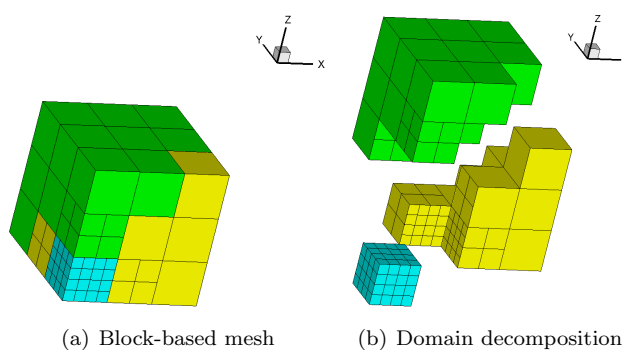 Z
Y
X
Z
Y
(a) Block-based mesh
(b) Domain decomposition